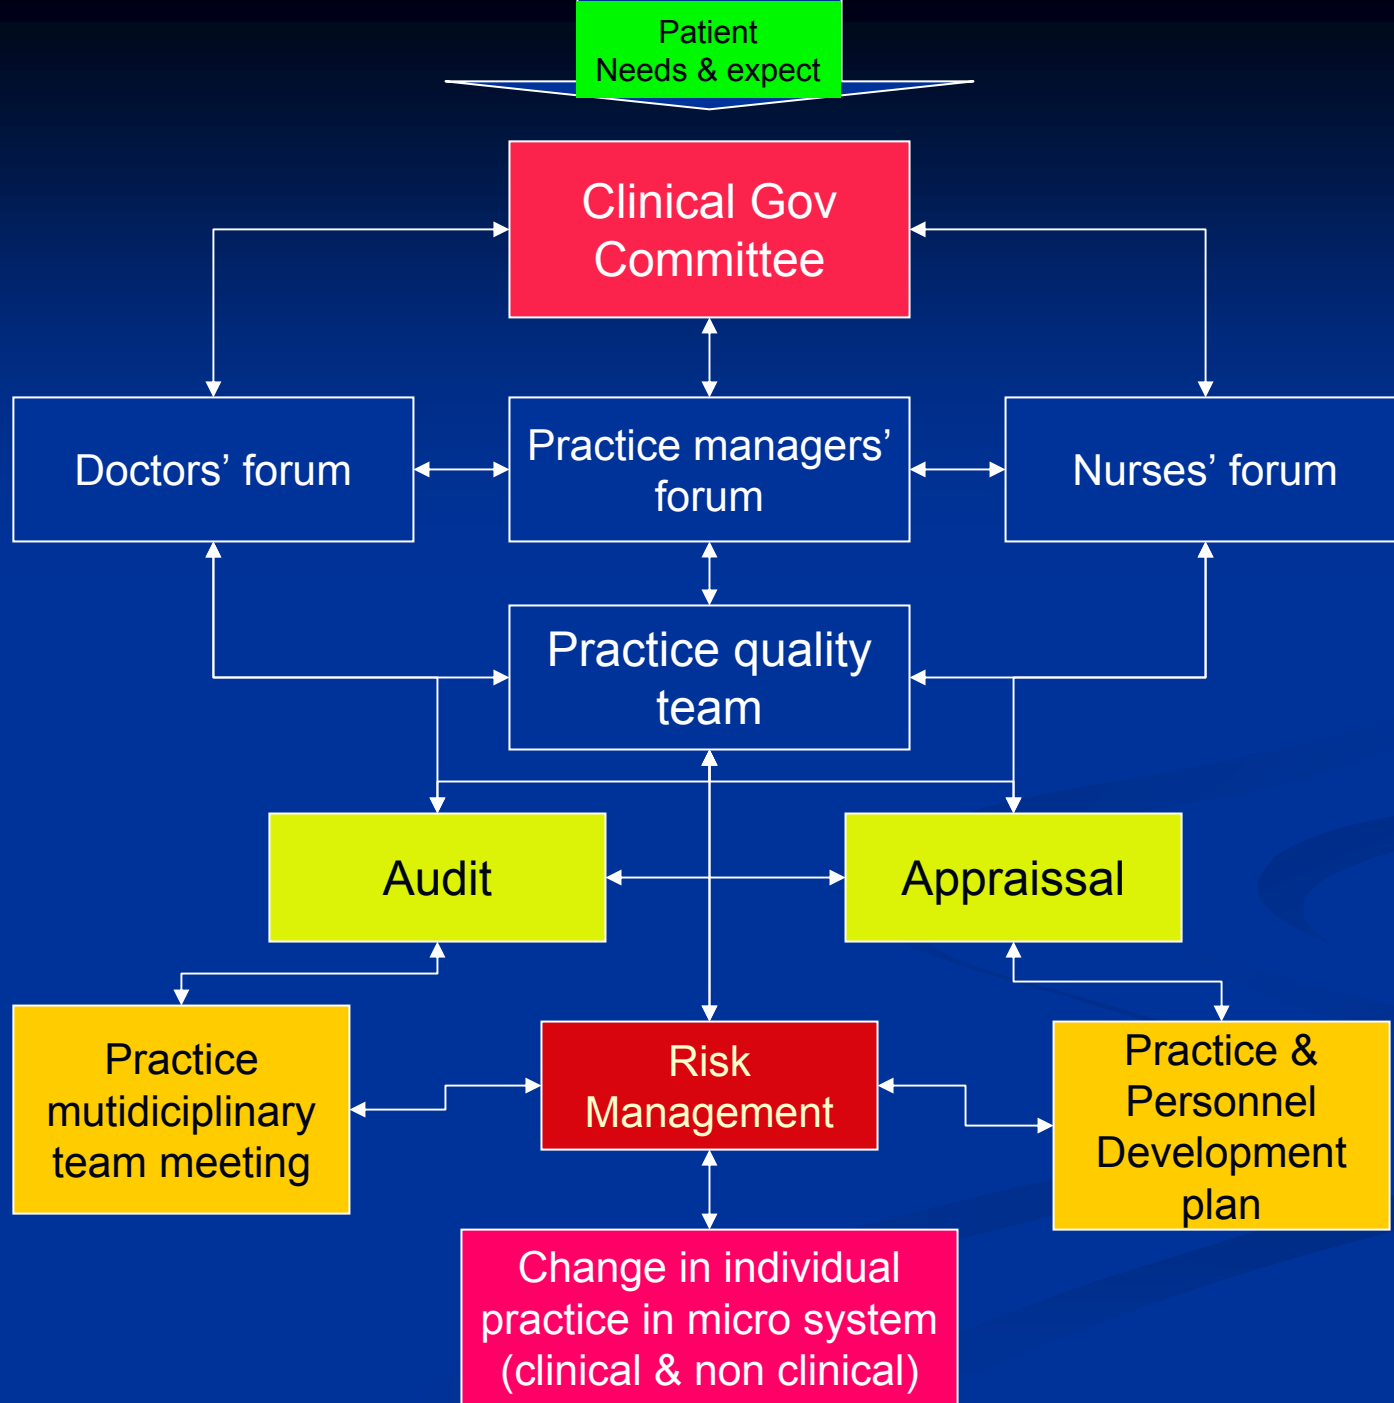 Patient
Needs & expect
Clinical Gov
Committee
Doctors’ forum
Practice managers’
forum
Nurses’ forum
Practice quality
team
Audit
Appraissal
Practice
mutidiciplinary
team meeting
Risk
Management
Practice &
Personnel
Development
plan
Change in individual
practice in micro system
(clinical & non clinical)